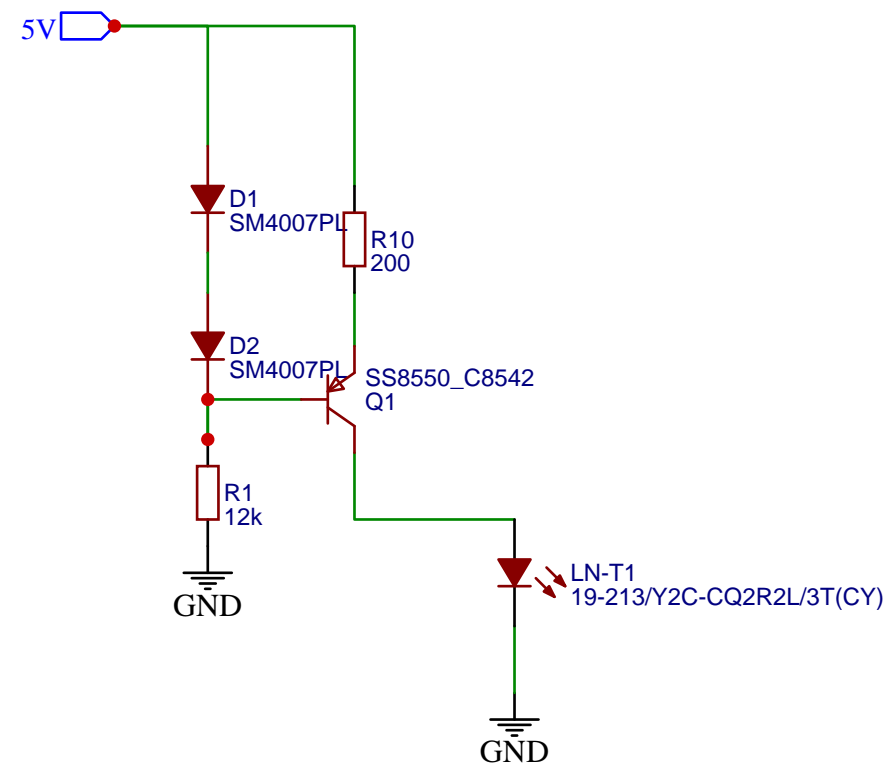 5V
D1
SM4007PL
R10
200
D2
SM4007PL
SS8550_C8542
Q1
R1
12k
GND
LN-T1
19-213/Y2C-CQ2R2L/3T(CY)
GND